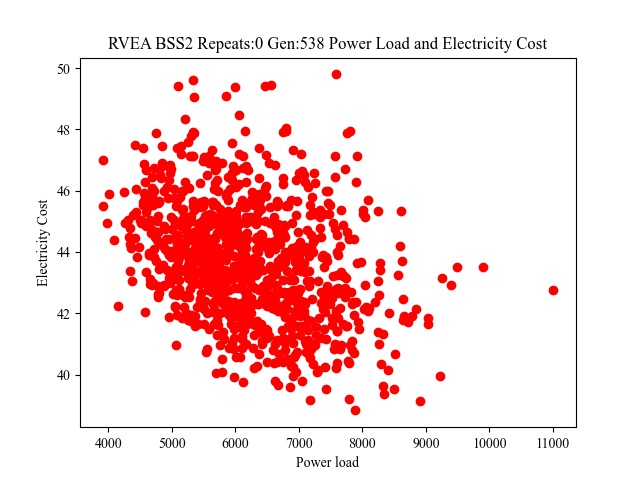 RVEA BSS2 Repeats:0 Gen:538 Power Load and Electricity Cost
50
48
46
44
42
40
Electricity Cost
4000 5000 6000 7000 8000 9000 10000 11000
Power load